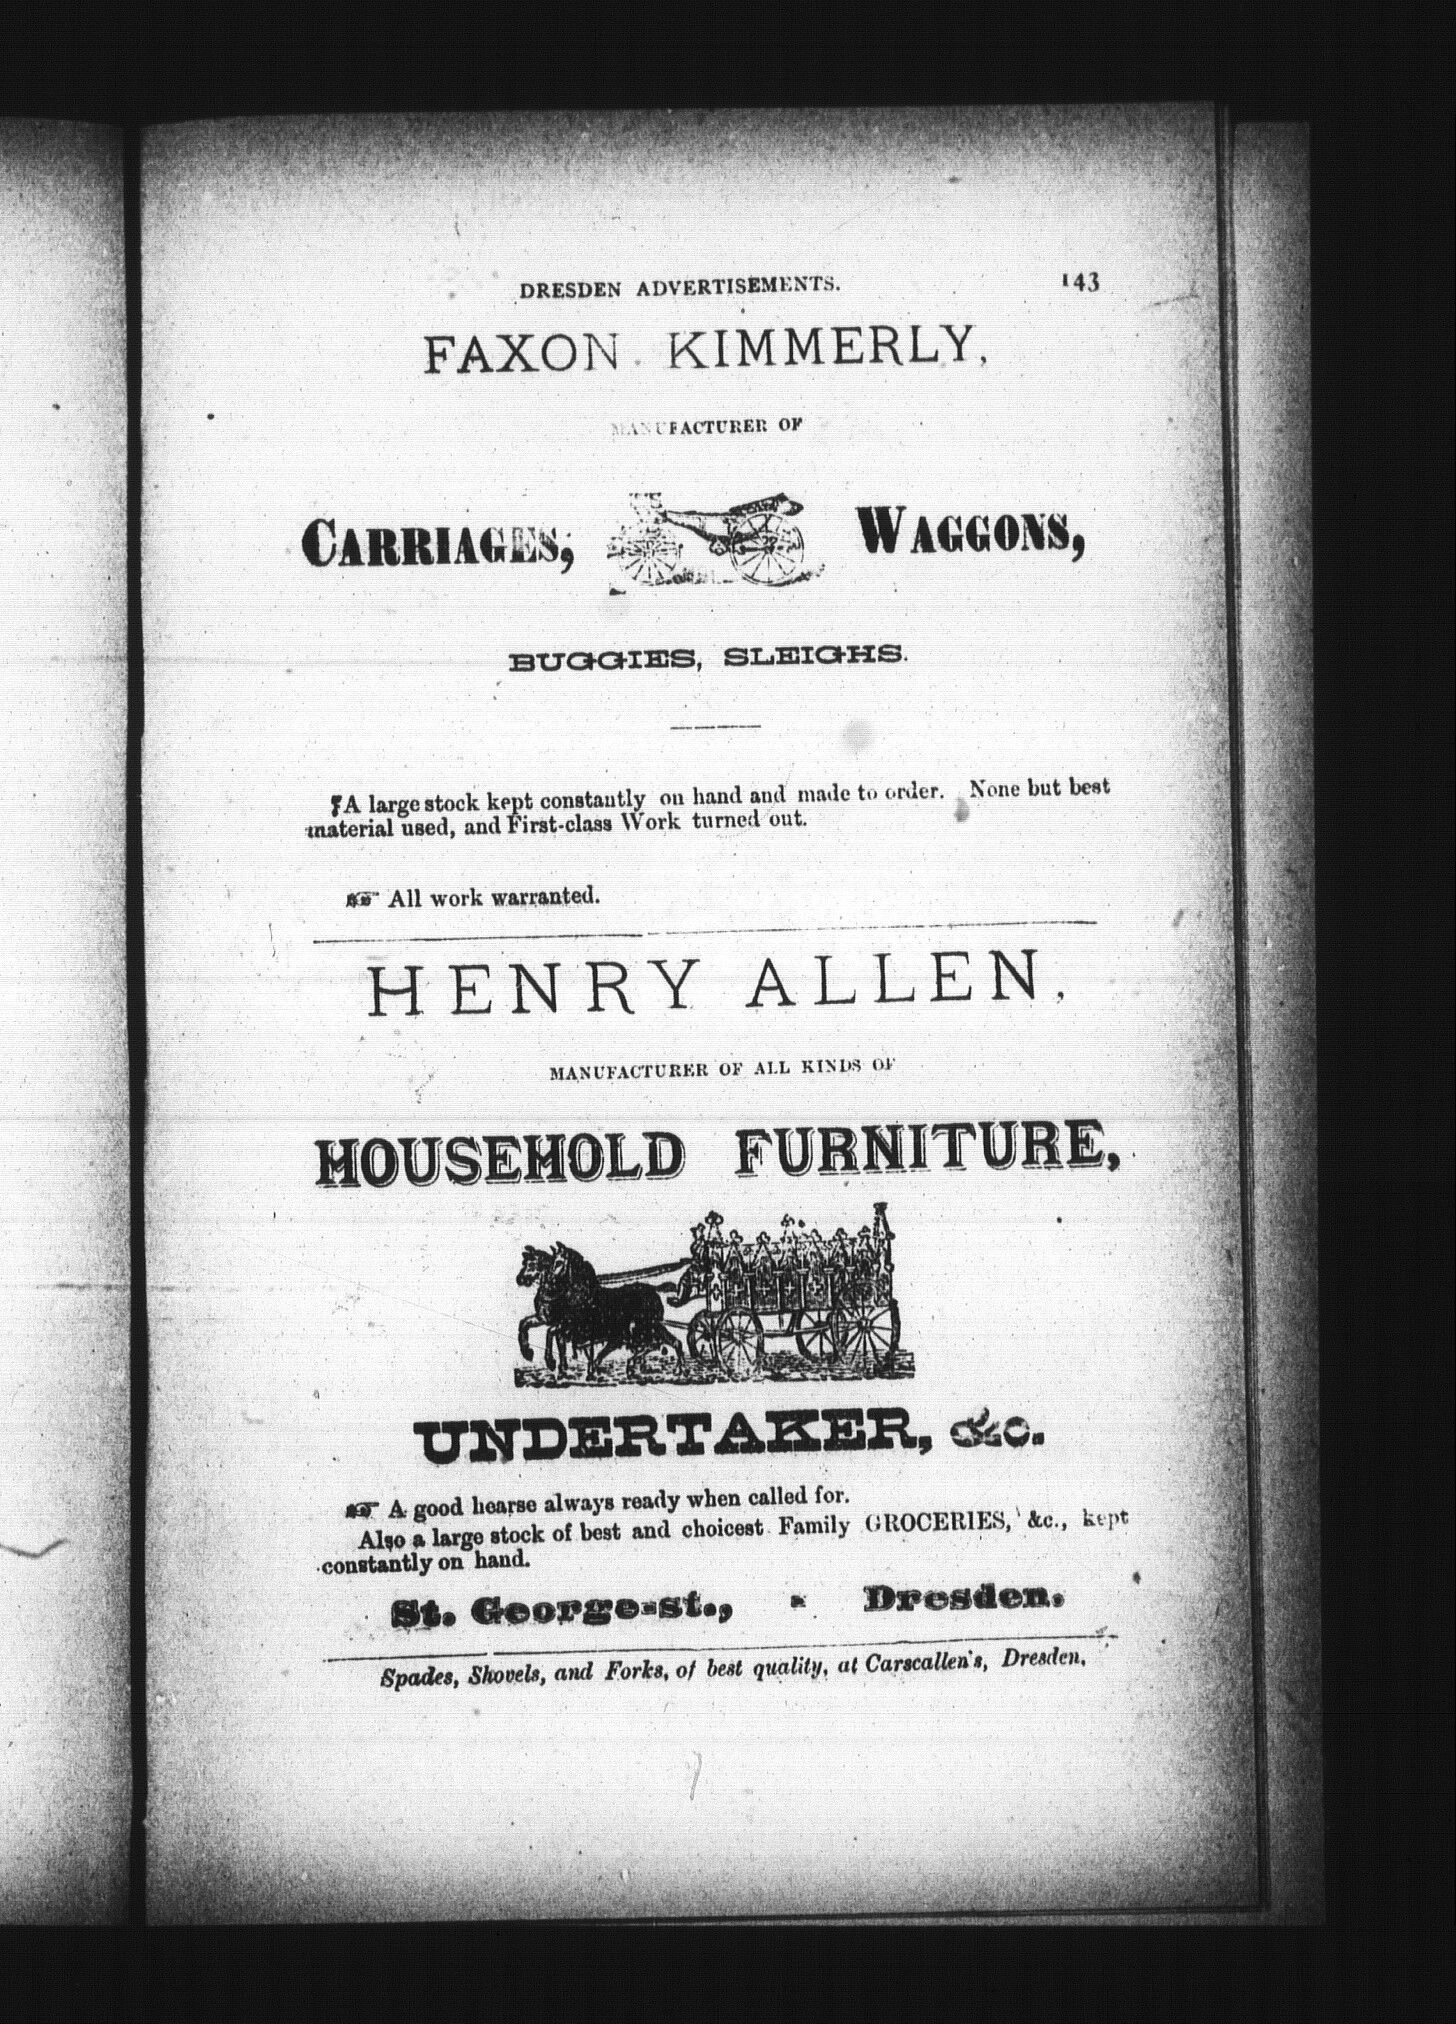 DRESDEN ADVERTISEMENTS. 143
FAXON KIMMERLY,
MANUFACTURER OF
CARRIAGES, WAGGONS,
BUGGIES, SLEIGHS.
A large stock kept constantly on hand and made to order. None but best
material used, and First-class Work turned out.
☞ All work warranted.
HENRY ALLEN,
MANUFACTURER OF ALL KINDS OF
HOUSEHOLD FURNITURE,
UNDERTAKER, &c.
☞ A good hearse always ready when called for.
Also a large stock of best and choicest Family GROCERIES, &c., kept
constantly on hand.
St. George-st., - Dresden.
Spades, Shovels, and Forks, of best quality, at Carscallen's, Dresden.